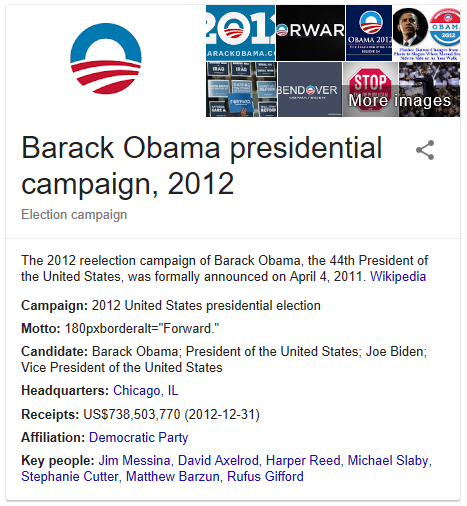 2012
BARACKOBAMA.COM
ORWAR
OBAMA 2012
2012
IRAQ
IRAQ
BENDOVER
STOP
More images
Barack Obama presidential
campaign, 2012
Election campaign
The 2012 reelection campaign of Barack Obama, the 44th President of
the United States, was formally announced on April 4, 2011. Wikipedia
Campaign: 2012 United States presidential election
Motto: 180pxborderalt="Forward."
Candidate: Barack Obama; President of the United States; Joe Biden;
Vice President of the United States
Headquarters: Chicago, IL
Receipts: US$738,503,770 (2012-12-31)
Affiliation: Democratic Party
Key people: Jim Messina, David Axelrod, Harper Reed, Michael Slaby,
Stephanie Cutter, Matthew Barzun, Rufus Gifford